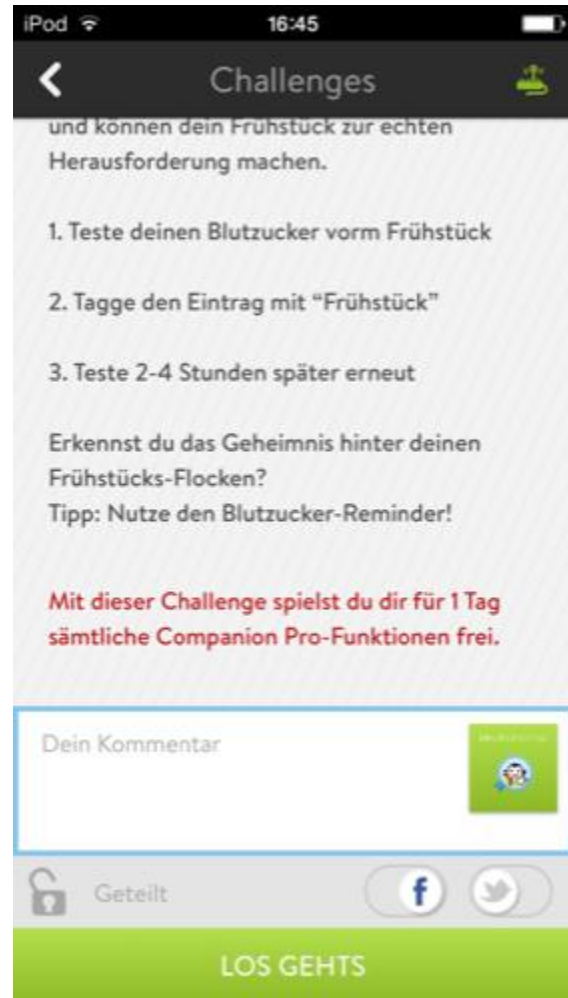 iPod 16:45
Challenges
und können dein Frühstück zur echten
Herausforderung machen.
1. Teste deinen Blutzucker vorm Frühstück
2. Tagge den Eintrag mit “Frühstück”
3. Teste 2-4 Stunden später erneut
Erkennst du das Geheimnis hinter deinen
Frühstücks-Flocken?
Tipp: Nutze den Blutzucker-Reminder!
Mit dieser Challenge spielst du dir für 1 Tag
sämtliche Companion Pro-Funktionen frei.
Dein Kommentar
Geteilt f
LOS GEHTS